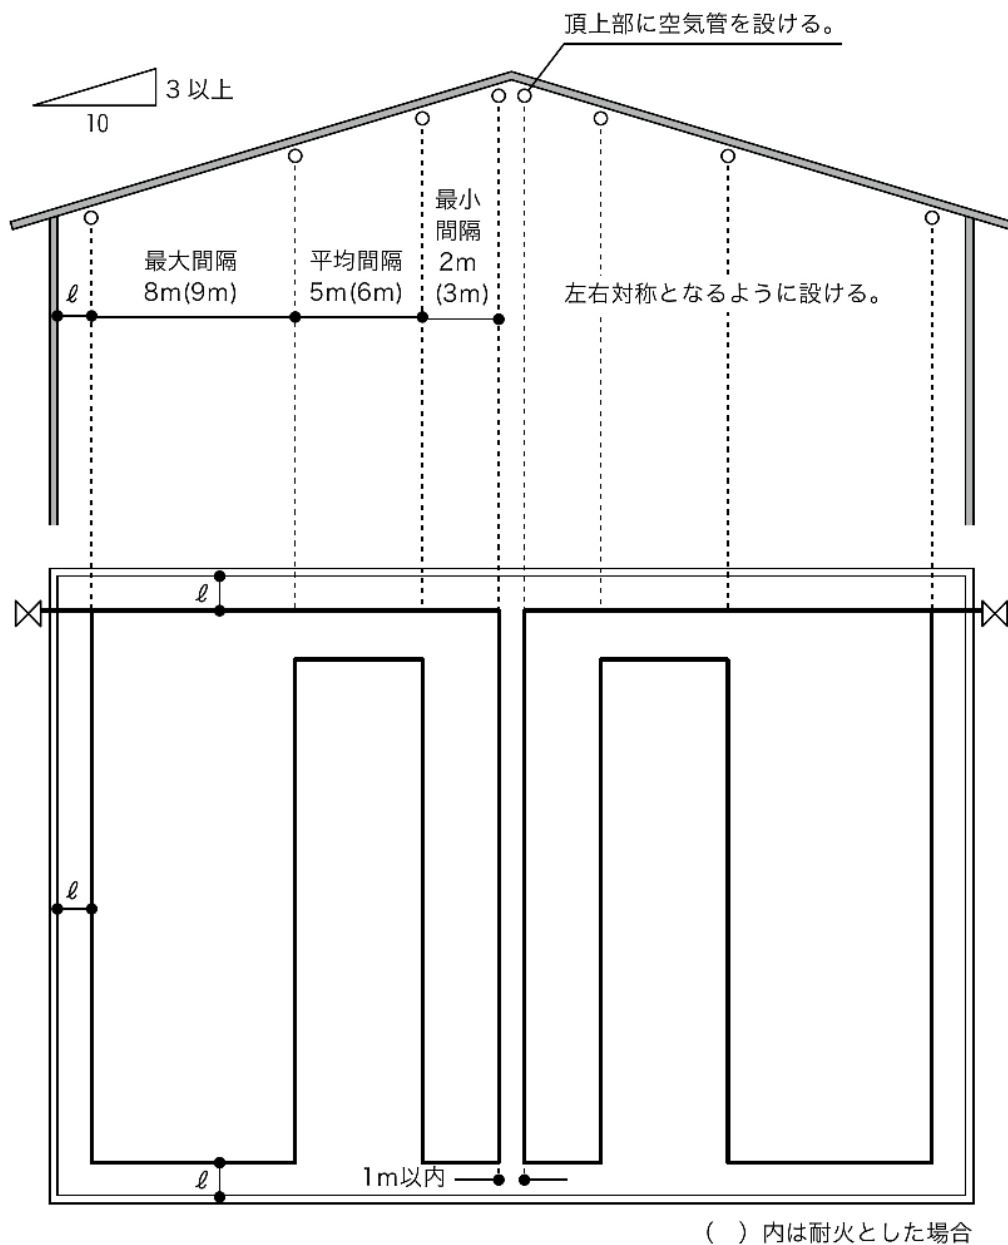 頂上部に空気管を設ける。
3 以上
10
最小
間隔
2m
(3m)
最大間隔
8m(9m)
平均間隔
5m(6m)
左右対称となるように設ける。
ℓ
ℓ
ℓ
ℓ
1m以内
（　）内は耐火とした場合